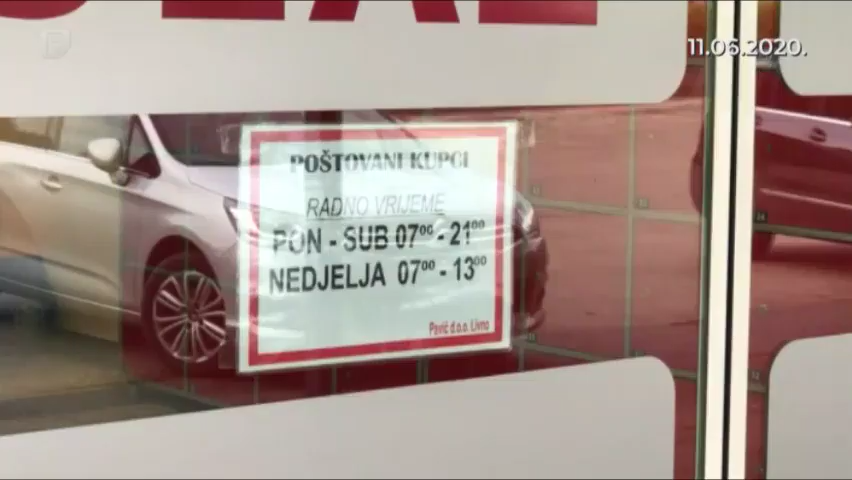 11.06.2020.
POŠTOVANI KUPCI
RADNO VRIJEME
PON - SUB 07⁰⁰ - 21⁰⁰
NEDJELJA 07⁰⁰ - 13⁰⁰
Pavić d.o.o. Livno